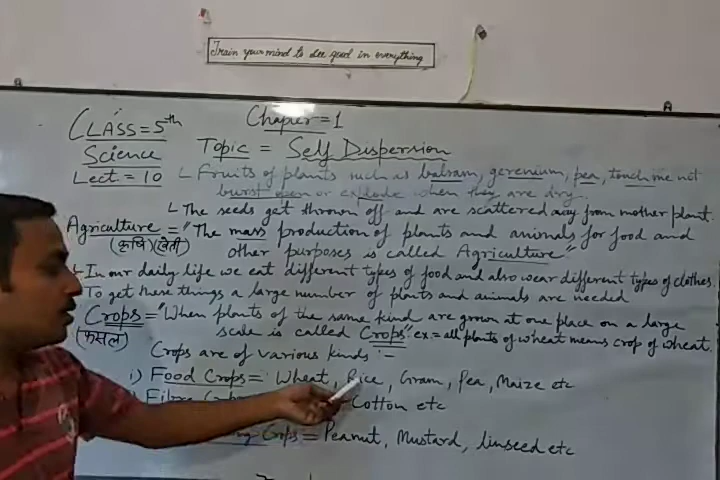 Train your mind to see good in everything
Chapter=1
CLASS=5th
Science Topic = Self Dispersion
Lect.=10 Fruits of plants such as balsam, gerenium, pea, touch me not
burst open or explode when they are dry.
The seeds get thrown off and are scattered away from mother plant.
Agriculture = "The mass production of plants and animals for food and
(कृषि)(खेती) other purposes is called Agriculture"
In our daily life we eat different types of food and also wear different types of clothes.
To get these things a large number of plants and animals are needed
Crops = "When plants of the same kind are grown at one place on a large
(फसल) scale is called Crops" ex.= all plants of wheat means crop of wheat.
Crops are of various kinds :-
i) Food Crops = Wheat, Rice, Gram, Pea, Maize etc
Cotton etc
Crops = Peanut, Mustard, linseed etc